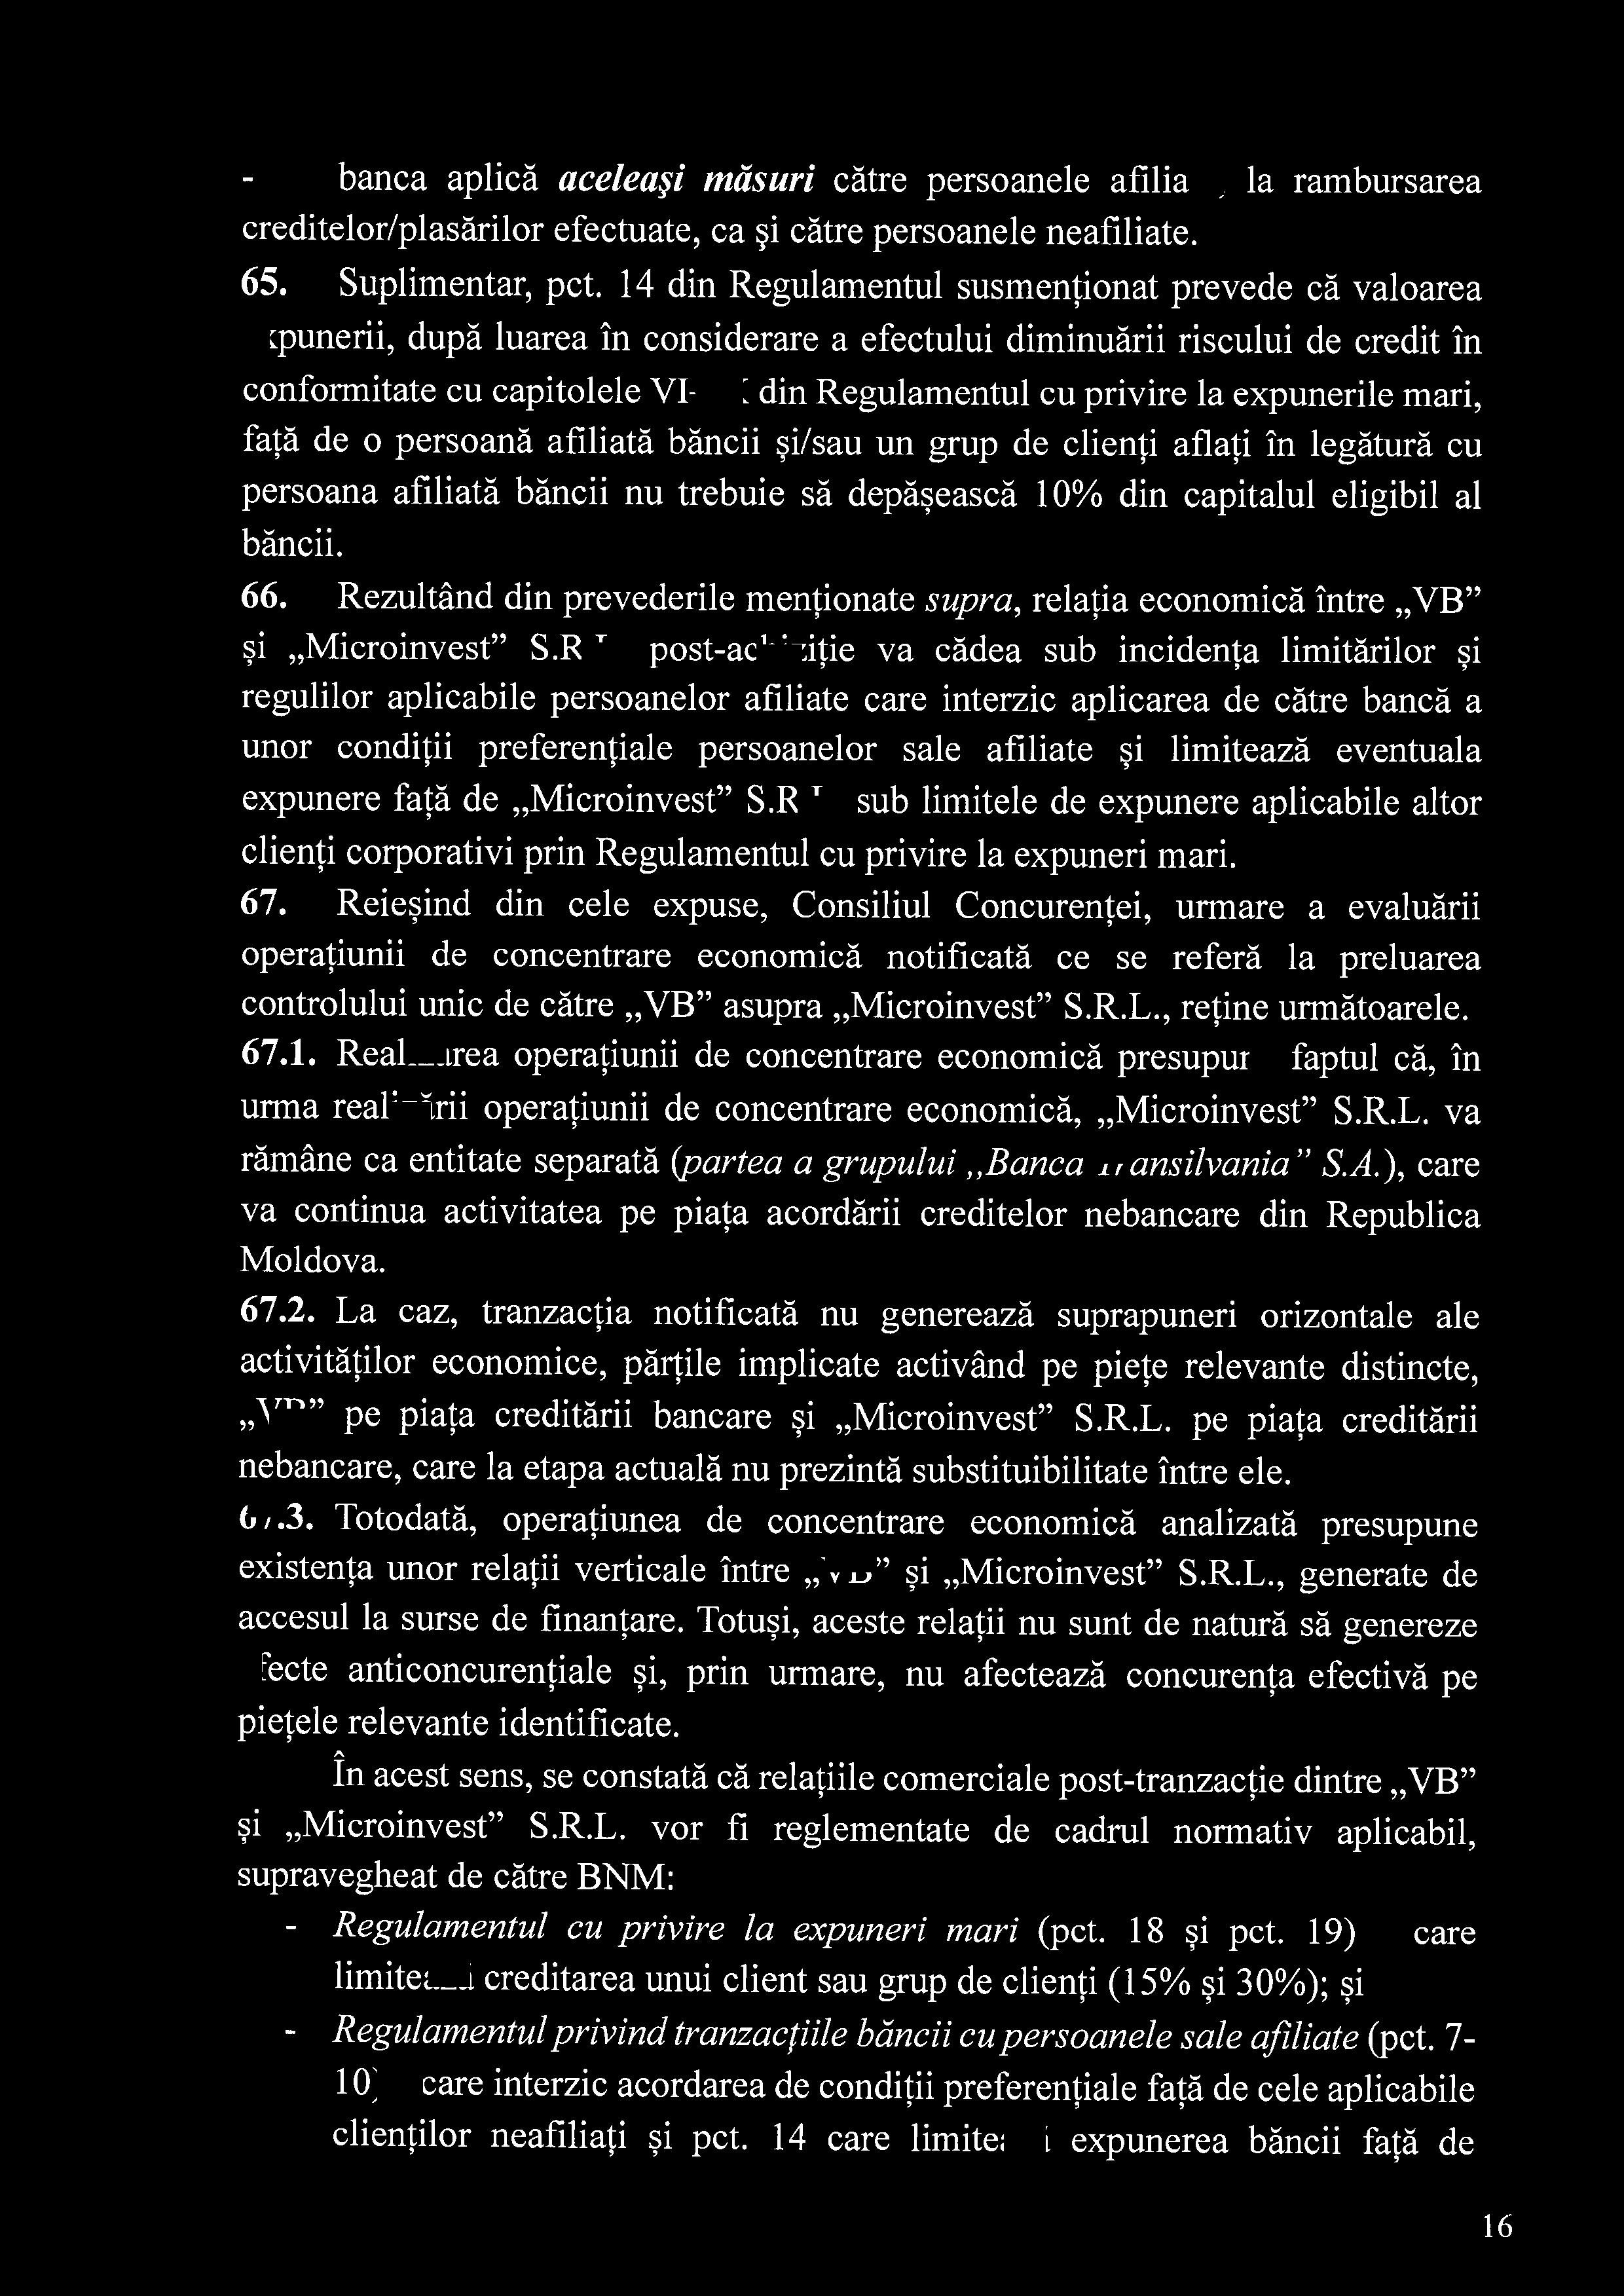 - banca aplică aceleași măsuri către persoanele la rambursarea
creditelor/plasărilor efectuate, ca și către persoanele neafiliate.
65. Suplimentar, pct. 14 din Regulamentul susmenționat prevede că valoarea
după luarea în considerare a efectului diminuării riscului de credit în
conformitate cu capitolele din Regulamentul cu privire la expunerile mari,
față de o persoană afiliată băncii și/sau un grup de clienți aflați în legătură cu
persoana afiliată băncii nu trebuie să depășească 10% din capitalul eligibil al
băncii.
66. Rezultând din prevederile menționate supra, relația economică între „VB”
și „Microinvest” va cădea sub incidența limitărilor și
regulilor aplicabile persoanelor afiliate care interzic aplicarea de către bancă a
unor condiții preferențiale persoanelor sale afiliate și limitează eventuala
expunere față de „Microinvest” sub limitele de expunere aplicabile altor
clienți corporativi prin Regulamentul cu privire la expuneri mari.
67. Reieșind din cele expuse, Consiliul Concurenței, urmare a evaluării
operațiunii de concentrare economică notificată ce se referă la preluarea
controlului unic de către „VB” asupra „Microinvest” S.R.L., reține următoarele.
67.1. operațiunii de concentrare economică faptul că, în
urma operațiunii de concentrare economică, „Microinvest” S.R.L. va
rămâne ca entitate separată (partea a grupului „Banca S.A.), care
va continua activitatea pe piața acordării creditelor nebancare din Republica
Moldova.
67.2. La caz, tranzacția notificată nu generează suprapuneri orizontale ale
activităților economice, părțile implicate activând pe piețe relevante distincte,
pe piața creditării bancare și „Microinvest” S.R.L. pe piața creditării
nebancare, care la etapa actuală nu prezintă substituibilitate între ele.
Totodată, operațiunea de concentrare economică analizată presupune
existența unor relații verticale între și „Microinvest” S.R.L., generate de
accesul la surse de finanțare. Totuși, aceste relații nu sunt de natură să genereze
anticoncurențiale și, prin urmare, nu afectează concurența efectivă pe
piețele relevante identificate.
În acest sens, se constată că relațiile comerciale post-tranzacție dintre „VB”
și „Microinvest” S.R.L. vor fi reglementate de cadrul normativ aplicabil,
supravegheat de către BNM:
- Regulamentul cu privire la expuneri mari (pct. 18 și pct. 19) care
creditarea unui client sau grup de clienți (15% și 30%); și
- Regulamentul privind tranzacțiile băncii cu persoanele sale afiliate (pct. 7-
10) care interzic acordarea de condiții preferențiale față de cele aplicabile
clienților neafiliați și pct. 14 care expunerea băncii față de
16